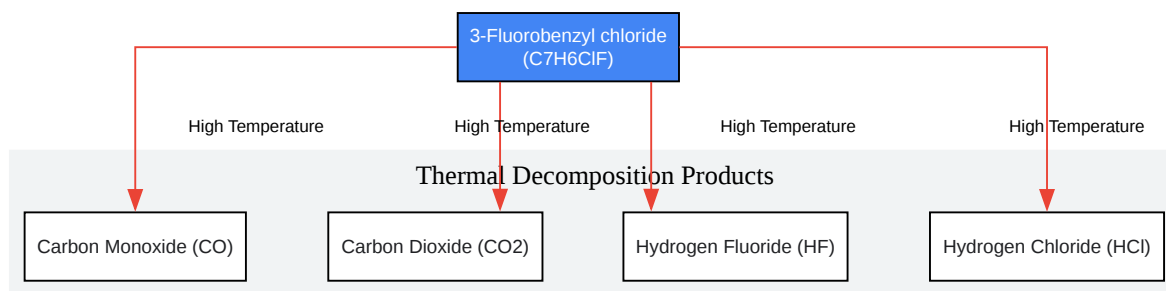 3-Fluorobenzyl chloride
(C7H6ClF)
High Temperature
High Temperature
High Temperature
High Temperature
Thermal Decomposition Products
Carbon Monoxide (CO)
Carbon Dioxide (CO2)
Hydrogen Fluoride (HF)
Hydrogen Chloride (HCl)